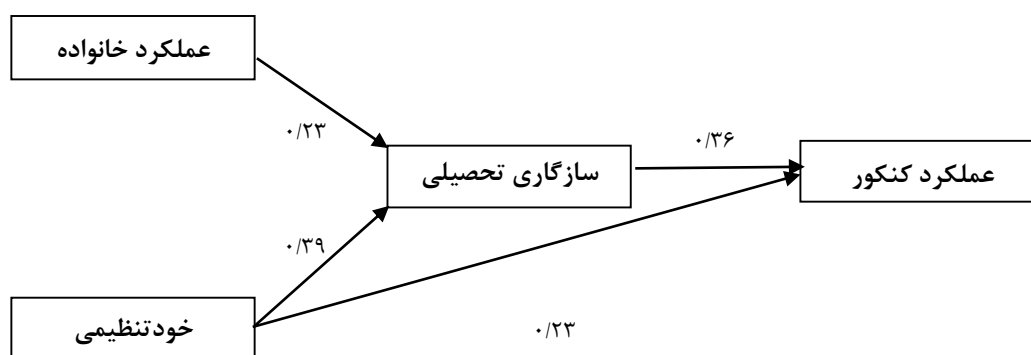 عملکرد خانواده
۰/۲۳
۰/۳۶
سازگاری تحصیلی
عملکرد کنکور
۰/۳۹
خودتنظیمی
۰/۲۳